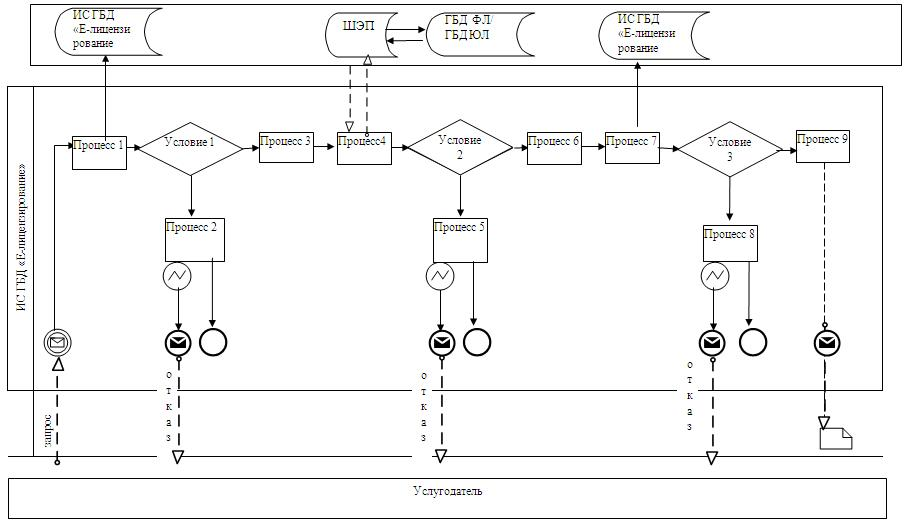 ИС ГБД
«Е-лицензи
рование
ШЭП
ГБД ФЛ/
ГБД ЮЛ
ИС ГБД
«Е-лицензи
рование
ИС ГБД «Е-лицензирование»
Процесс 1
Условие 1
Процесс 3
Процесс4
Условие
2
Процесс 6
Процесс 7
Условие
3
Процесс 9
Процесс 2
Процесс 5
Процесс 8
запрос
о
т
к
а
з
о
т
к
а
з
о
т
к
а
з
Услугодатель